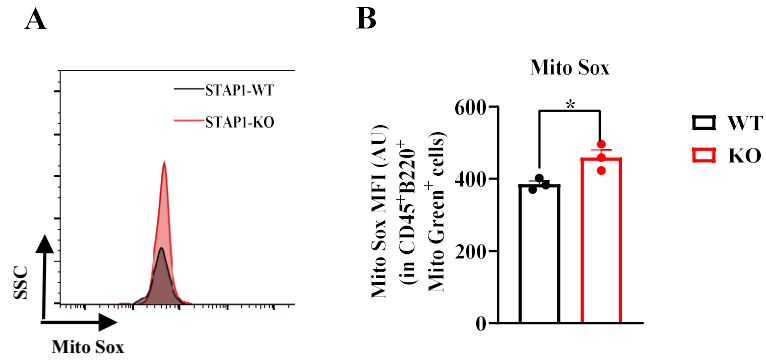 A
STAP1-WT
STAP1-KO
SSC
Mito Sox
B
Mito Sox
*
Mito Sox MFI (AU)
(in CD45⁺B220⁺
Mito Green⁺ cells)
600
400
200
0
WT
KO